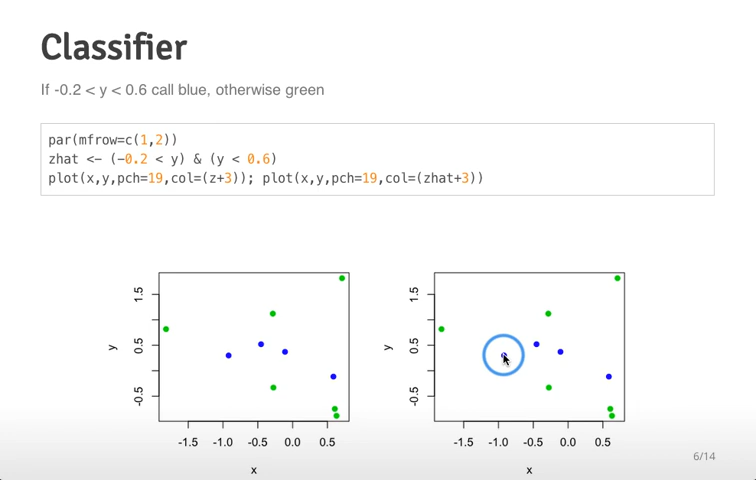 Classifier
If -0.2 < y < 0.6 call blue, otherwise green
par(mfrow=c(1,2))
zhat <- (-0.2 < y) & (y < 0.6)
plot(x,y,pch=19,col=(z+3)); plot(x,y,pch=19,col=(zhat+3))
1.5
0.5
-0.5
y
-1.5 -1.0 -0.5 0.0 0.5
x
1.5
0.5
-0.5
y
-1.5 -1.0 -0.5 0.0 0.5
x
6/14